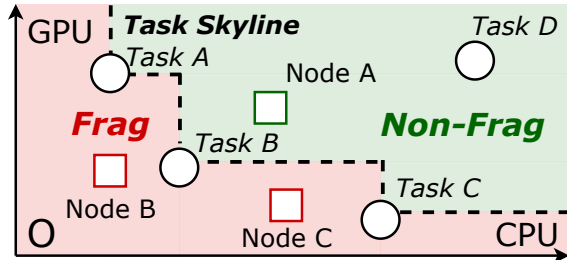 GPU
Task Skyline
Task D
Task A
Node A
Frag
Non-Frag
Task B
Task C
Node B
Node C
O
CPU